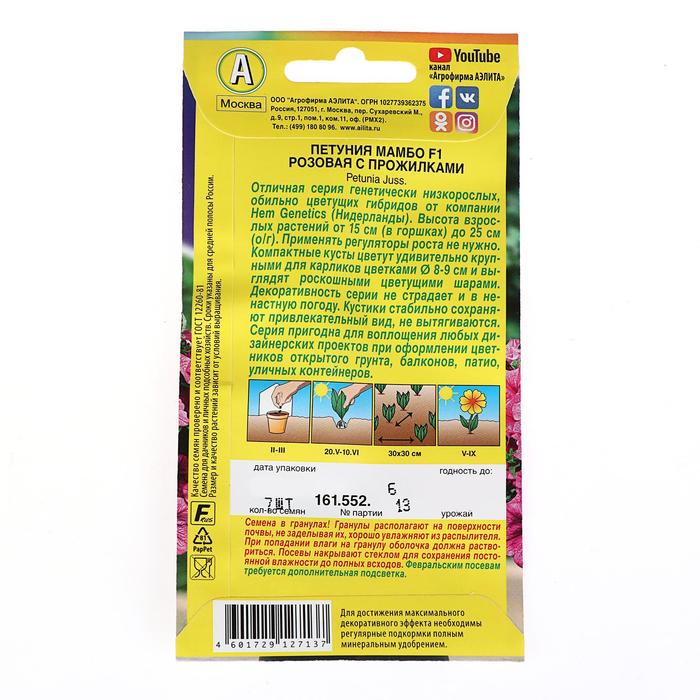 А
Москва
YouTube
канал
«Агрофирма АЭЛИТА»
ООО "Агрофирма АЭЛИТА". ОГРН 1027739362375
Россия,127051, г. Москва, пер. Сухаревский М.,
д.9, стр.1, пом.1, ком.11, оф. (РМХ2).
Тел.: (499) 180 80 96. www.ailita.ru
ПЕТУНИЯ МАМБО F1
РОЗОВАЯ С ПРОЖИЛКАМИ
Petunia Juss.
Отличная серия генетически низкорослых,
обильно цветущих гибридов от компании
Hem Genetics (Нидерланды). Высота взрос-
лых растений от 15 см (в горшках) до 25 см
(о/г). Применять регуляторы роста не нужно.
Компактные кусты цветут удивительно круп-
ными для карликов цветками Ø 8-9 см и вы-
глядят роскошными цветущими шарами.
Декоративность серии не страдает и в не-
настную погоду. Кустики стабильно сохраня-
ют привлекательный вид, не вытягиваются.
Серия пригодна для воплощения любых ди-
зайнерских проектов при оформлении цвет-
ников открытого грунта, балконов, патио,
уличных контейнеров.
II-III
20.V-10.VI
30х30 см
V-IX
дата упаковки
годность до:
7ШТ
161.552.
6
13
кол-во семян
№ партии
урожай
Семена в гранулах! Гранулы располагают на поверхности
почвы, не заделывая их, хорошо увлажняют из распылителя.
При попадании влаги на гранулу оболочка должна раство-
риться. Посевы накрывают стеклом для сохранения посто-
янной влажности до полных всходов. Февральским посевам
требуется дополнительная подсветка.
Качество семян проверено и соответствует ГОСТ 12260-81
Семена для дачников и личных подсобных хозяйств. Сроки указаны для средней полосы России.
Размер и качество растений зависит от условий выращивания.
81
PapPet
4 601729 127137
Для достижения максимального
декоративного эффекта необходимы
регулярные подкормки полным
минеральным удобрением.